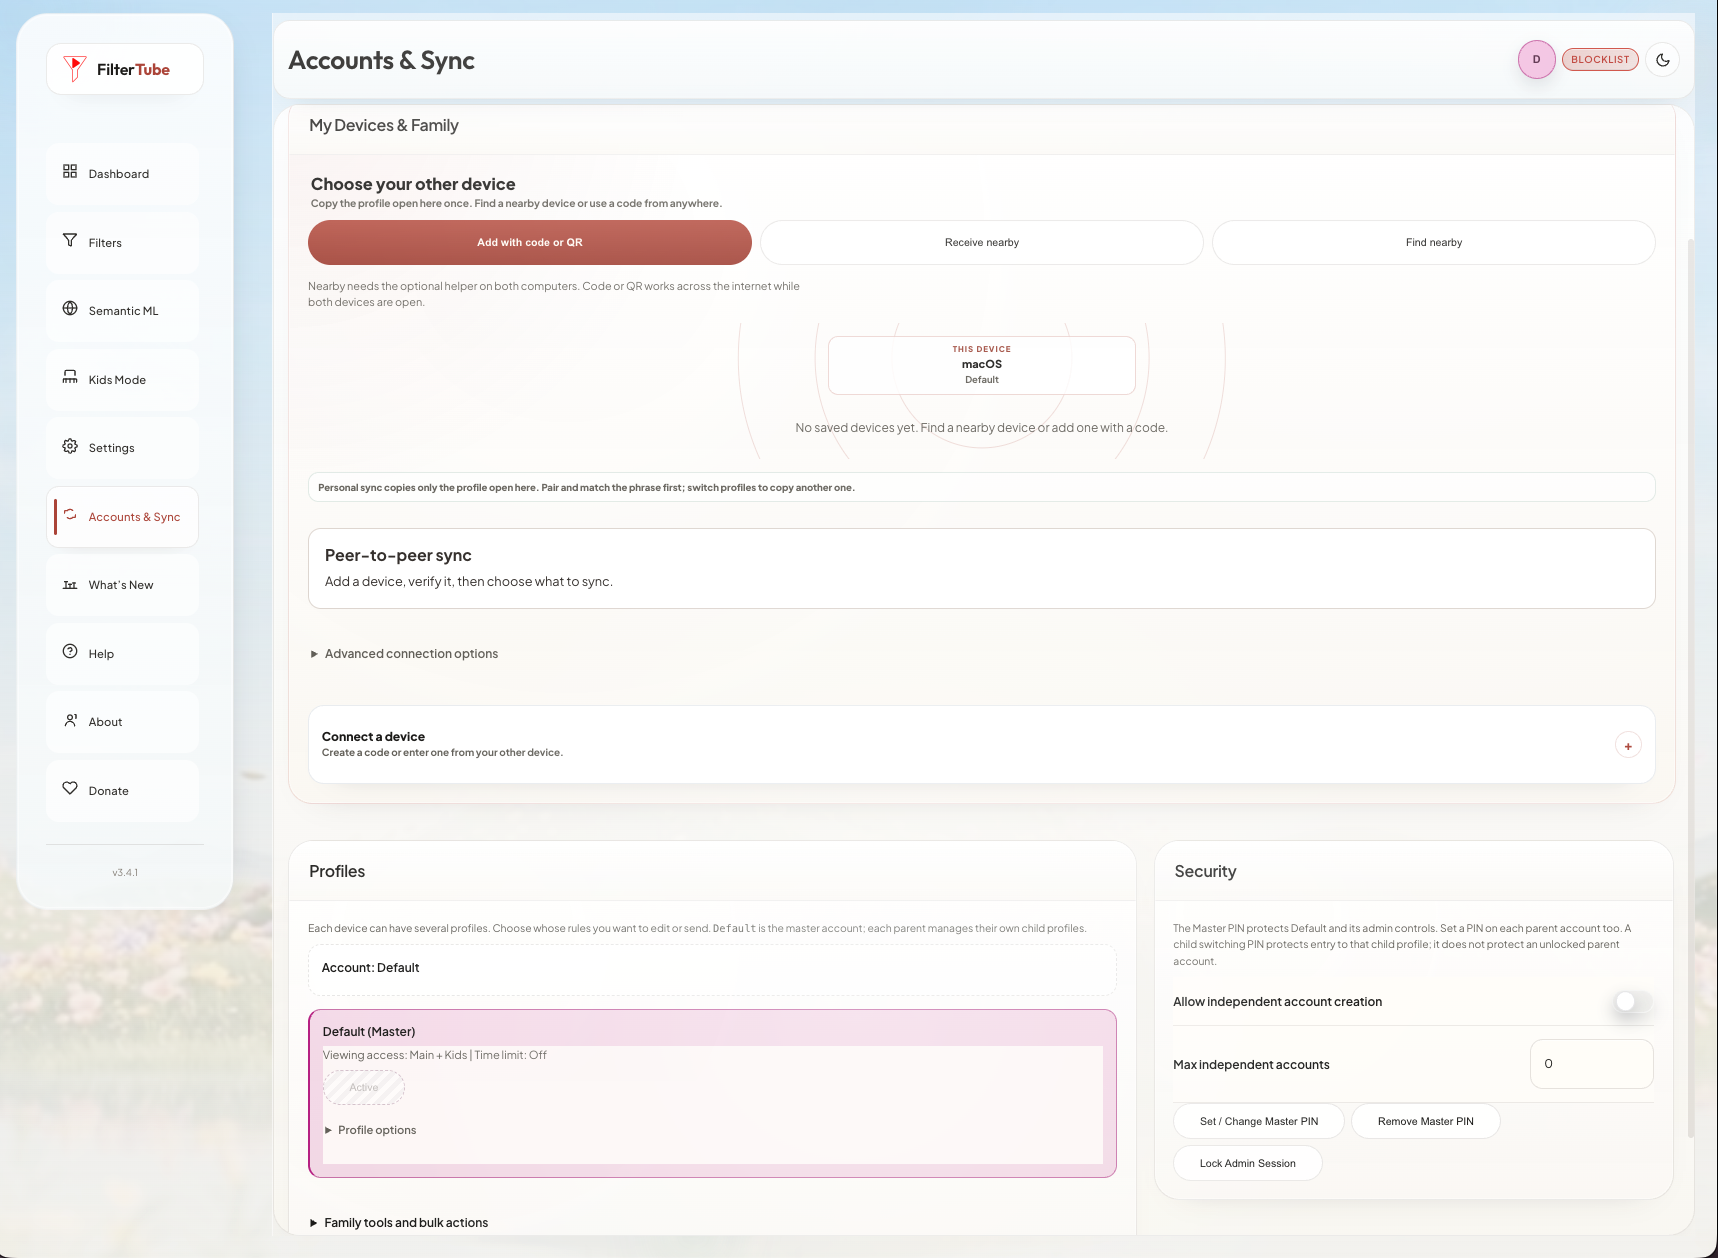 FilterTube
Dashboard
Filters
Semantic ML
Kids Mode
Settings
Accounts & Sync
What's New
Help
About
Donate
v3.4.1
Accounts & Sync
D
BLOCKLIST
My Devices & Family
Choose your other device
Copy the profile open here once. Find a nearby device or use a code from anywhere.
Add with code or QR
Receive nearby
Find nearby
Nearby needs the optional helper on both computers. Code or QR works across the internet while
both devices are open.
THIS DEVICE
macOS
Default
No saved devices yet. Find a nearby device or add one with a code.
Personal sync copies only the profile open here. Pair and match the phrase first; switch profiles to copy another one.
Peer-to-peer sync
Add a device, verify it, then choose what to sync.
Advanced connection options
Connect a device
Create a code or enter one from your other device.
+
Profiles
Each device can have several profiles. Choose whose rules you want to edit or send. Default is the master account; each parent manages their own child profiles.
Account: Default
Default (Master)
Viewing access: Main + Kids | Time limit: Off
Active
Profile options
Family tools and bulk actions
Security
The Master PIN protects Default and its admin controls. Set a PIN on each parent account too. A
child switching PIN protects entry to that child profile; it does not protect an unlocked parent
account.
Allow independent account creation
Max independent accounts
0
Set / Change Master PIN
Remove Master PIN
Lock Admin Session